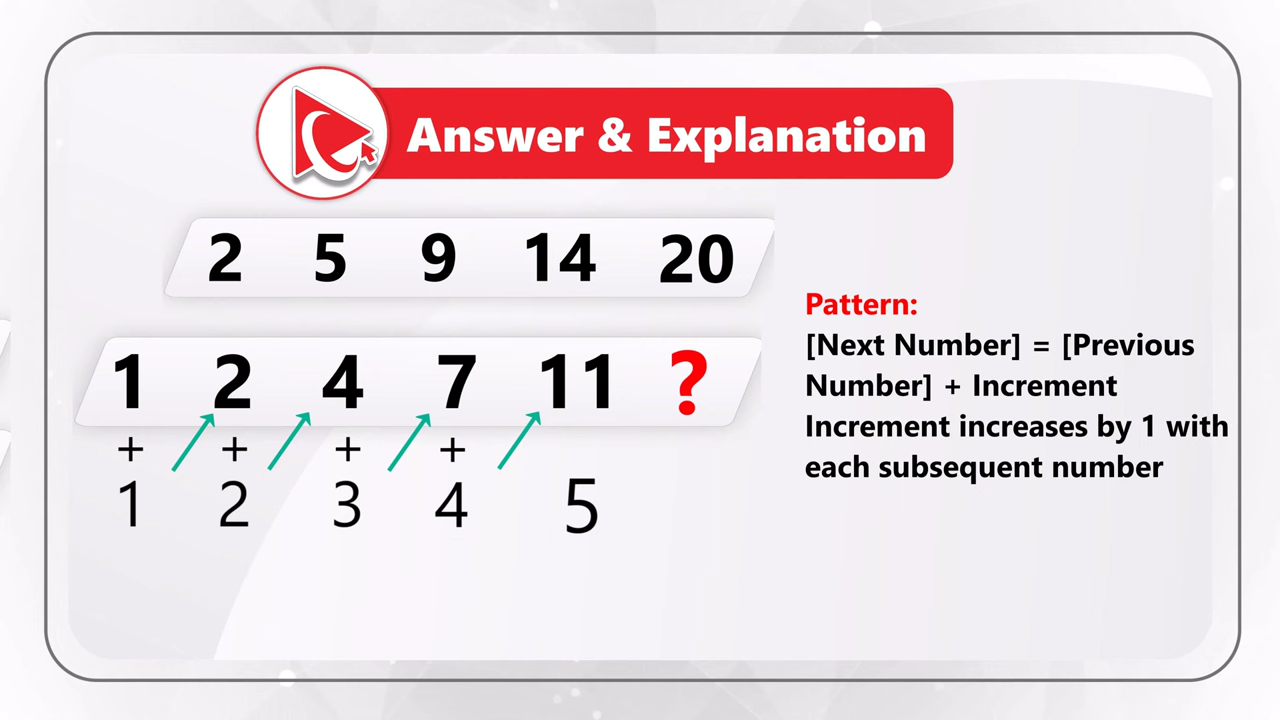 Answer & Explanation
2 5 9 14 20
1 2 4 7 11 ?
+ + + +
1 2 3 4 5
Pattern:
[Next Number] = [Previous
Number] + Increment
Increment increases by 1 with
each subsequent number